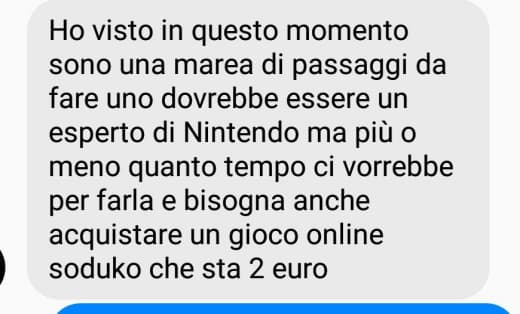 Ho visto in questo momento
sono una marea di passaggi da
fare uno dovrebbe essere un
esperto di Nintendo ma più o
meno quanto tempo ci vorrebbe
per farla e bisogna anche
acquistare un gioco online
soduko che sta 2 euro